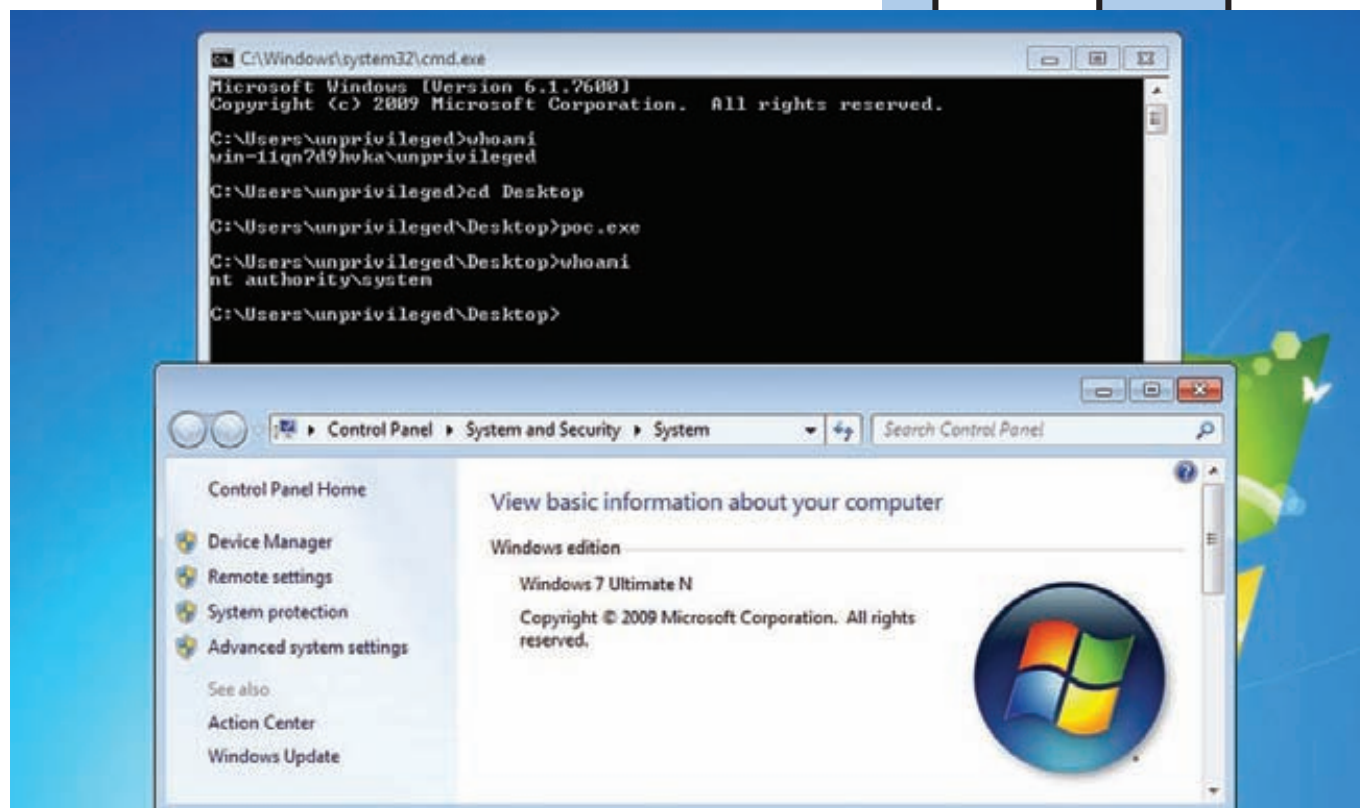 C:\Windows\system32\cmd.exe
Microsoft Windows [Version 6.1.7600]
Copyright (c) 2009 Microsoft Corporation.  All rights reserved.
C:\Users\unprivileged>whoami
win-11qn7d9hvka\unprivileged
C:\Users\unprivileged>cd Desktop
C:\Users\unprivileged\Desktop>poc.exe
C:\Users\unprivileged\Desktop>whoami
nt authority\system
C:\Users\unprivileged\Desktop>
Control Panel System and Security System
Search Control Panel
Control Panel Home
Device Manager
Remote settings
System protection
Advanced system settings
See also
Action Center
Windows Update
View basic information about your computer
Windows edition
Windows 7 Ultimate N
Copyright © 2009 Microsoft Corporation. All rights
reserved.